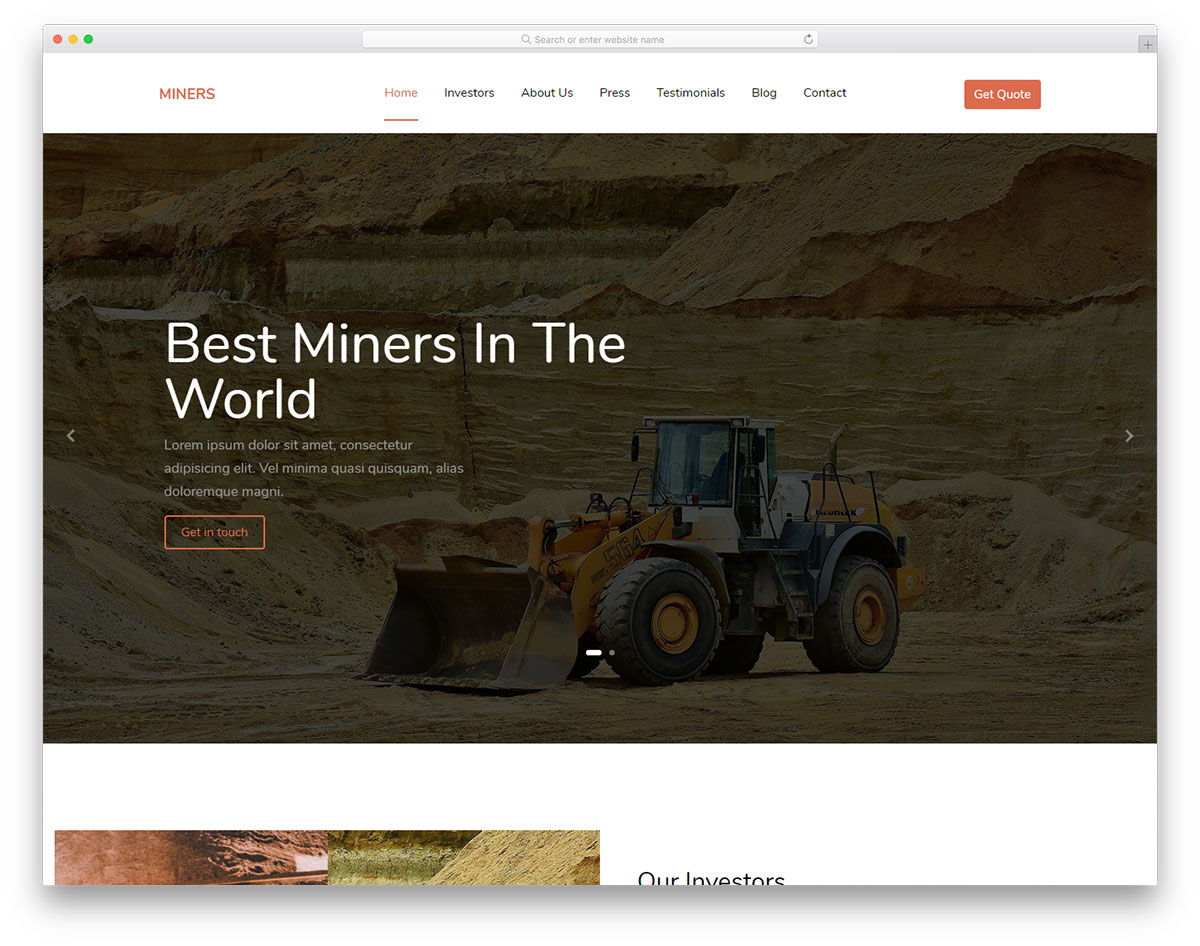 Search or enter website name
MINERS
Home Investors About Us Press Testimonials Blog Contact
Get Quote
Best Miners In The
World
Lorem ipsum dolor sit amet, consectetur
adipisicing elit. Vel minima quasi quisquam, alias
doloremque magni.
Get in touch
564
Our Investors